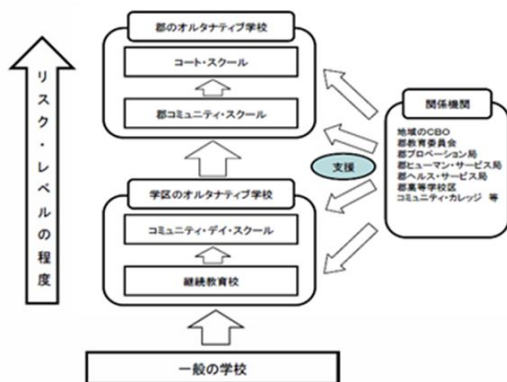 リスク・レベルの程度
郡のオルタナティブ学校
コート・スクール
郡コミュニティ・スクール
学区のオルタナティブ学校
コミュニティ・デイ・スクール
継続教育校
一般の学校
支援
関係機関
地域のCBO
郡教育委員会
郡プロベーション局
郡ヒューマン・サービス局
郡ヘルス・サービス局
郡高等学校区
コミュニティ・カレッジ 等